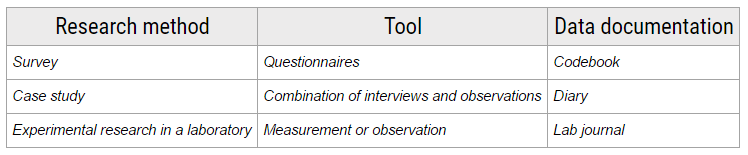 Research method Tool Data documentation
Survey Questionnaires Codebook
Case study Combination of interviews and observations Diary
Experimental research in a laboratory Measurement or observation Lab journal